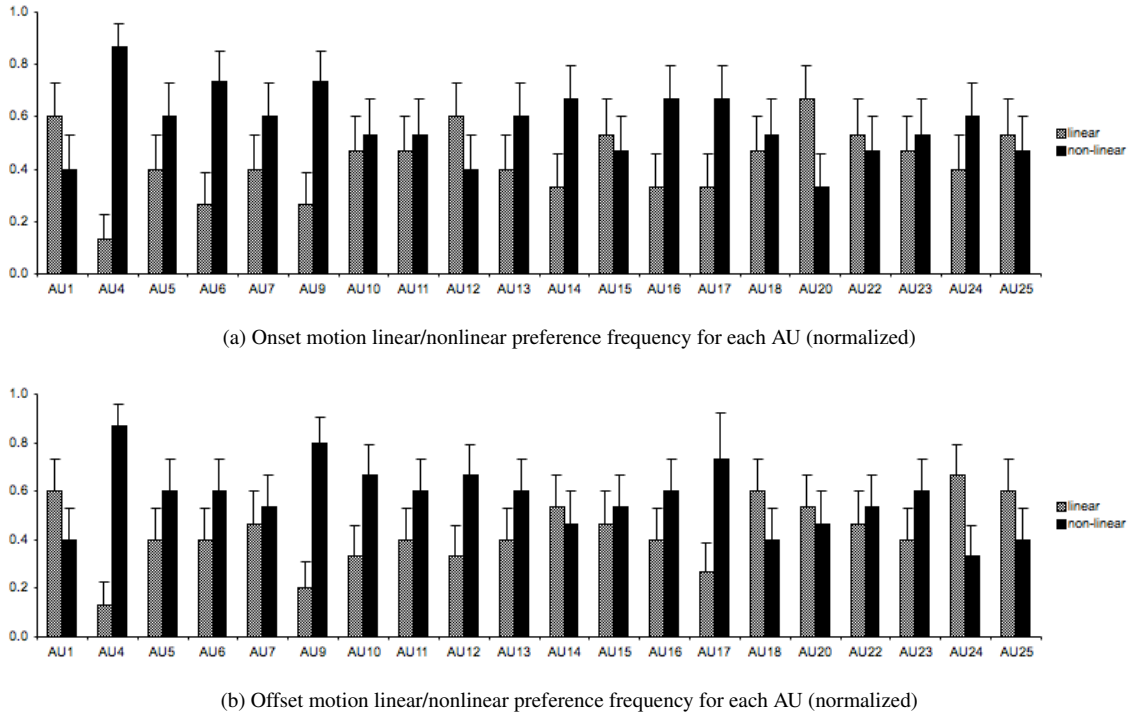 1.0
0.8
0.6
0.4
0.2
0.0
linear
non-linear
AU1 AU4 AU5 AU6 AU7 AU9 AU10 AU11 AU12 AU13 AU14 AU15 AU16 AU17 AU18 AU20 AU22 AU23 AU24 AU25
(a) Onset motion linear/nonlinear preference frequency for each AU (normalized)
1.0
0.8
0.6
0.4
0.2
0.0
linear
non-linear
AU1 AU4 AU5 AU6 AU7 AU9 AU10 AU11 AU12 AU13 AU14 AU15 AU16 AU17 AU18 AU20 AU22 AU23 AU24 AU25
(b) Offset motion linear/nonlinear preference frequency for each AU (normalized)